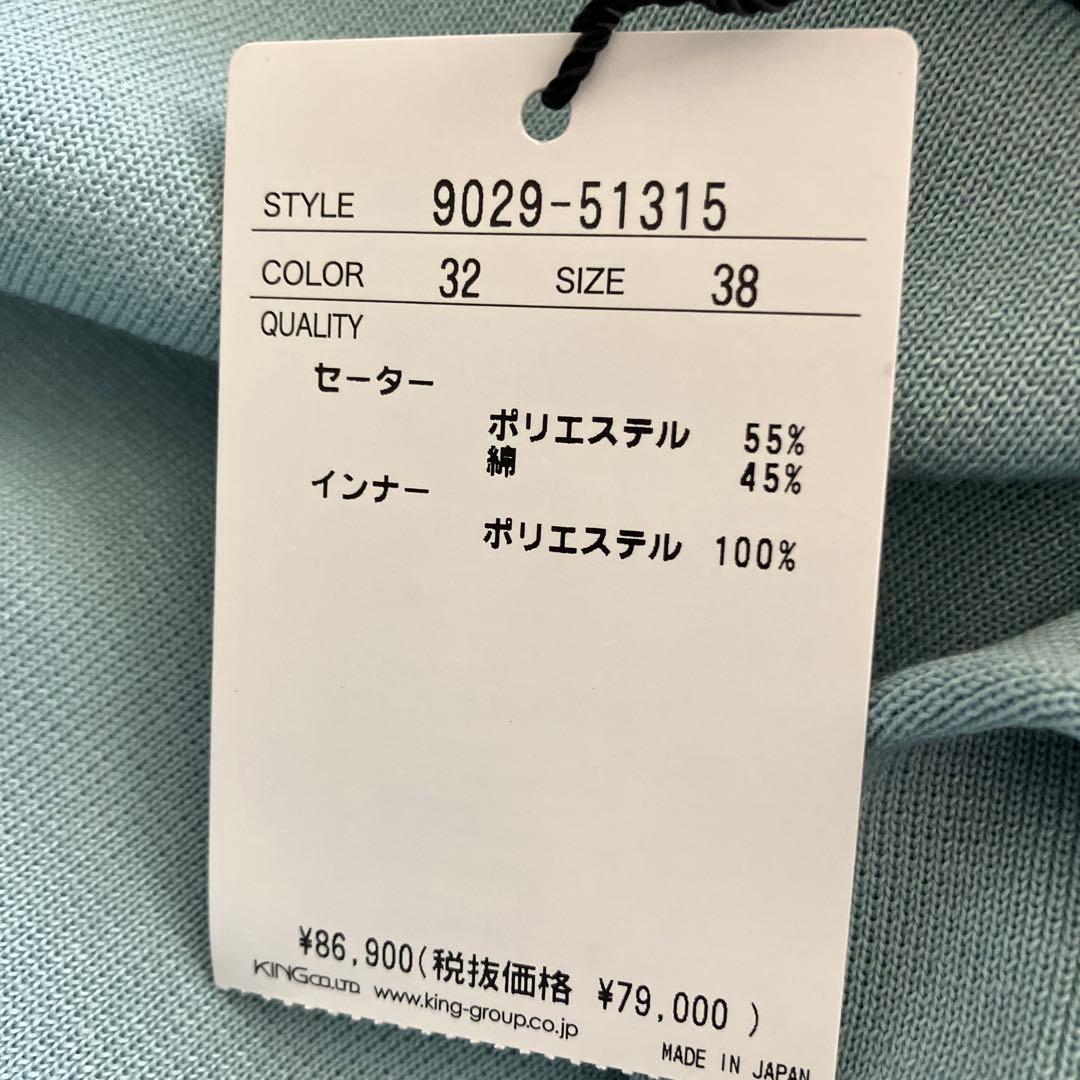 STYLE 9029-51315
COLOR 32 SIZE 38
QUALITY
セーター
ポリエステル 55%
綿 45%
インナー
ポリエステル 100%
¥86,900(税抜価格 ¥79,000 )
KING CO.,LTD www.king-group.co.jp
MADE IN JAPAN